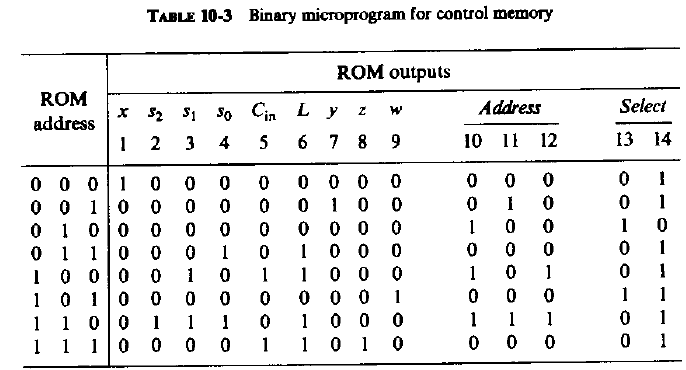 TABLE 10-3 Binary microprogram for control memory
ROM outputs
ROM address
x s2 s1 s0 Cin L y z w Address Select
1 2 3 4 5 6 7 8 9 10 11 12 13 14
0 0 0 1 0 0 0 0 0 0 0 0 0 0 0 0 1
0 0 1 0 0 0 0 0 0 1 0 0 0 1 0 0 1
0 1 0 0 0 0 0 0 0 0 0 0 1 0 0 1 0
0 1 1 0 0 0 1 0 1 0 0 0 0 0 0 0 1
1 0 0 0 0 1 0 1 1 0 0 0 1 0 1 0 1
1 0 1 0 0 0 0 0 0 0 0 1 0 0 0 1 1
1 1 0 0 1 1 1 0 1 0 0 0 1 1 1 0 1
1 1 1 0 0 0 0 1 1 0 1 0 0 0 0 0 1